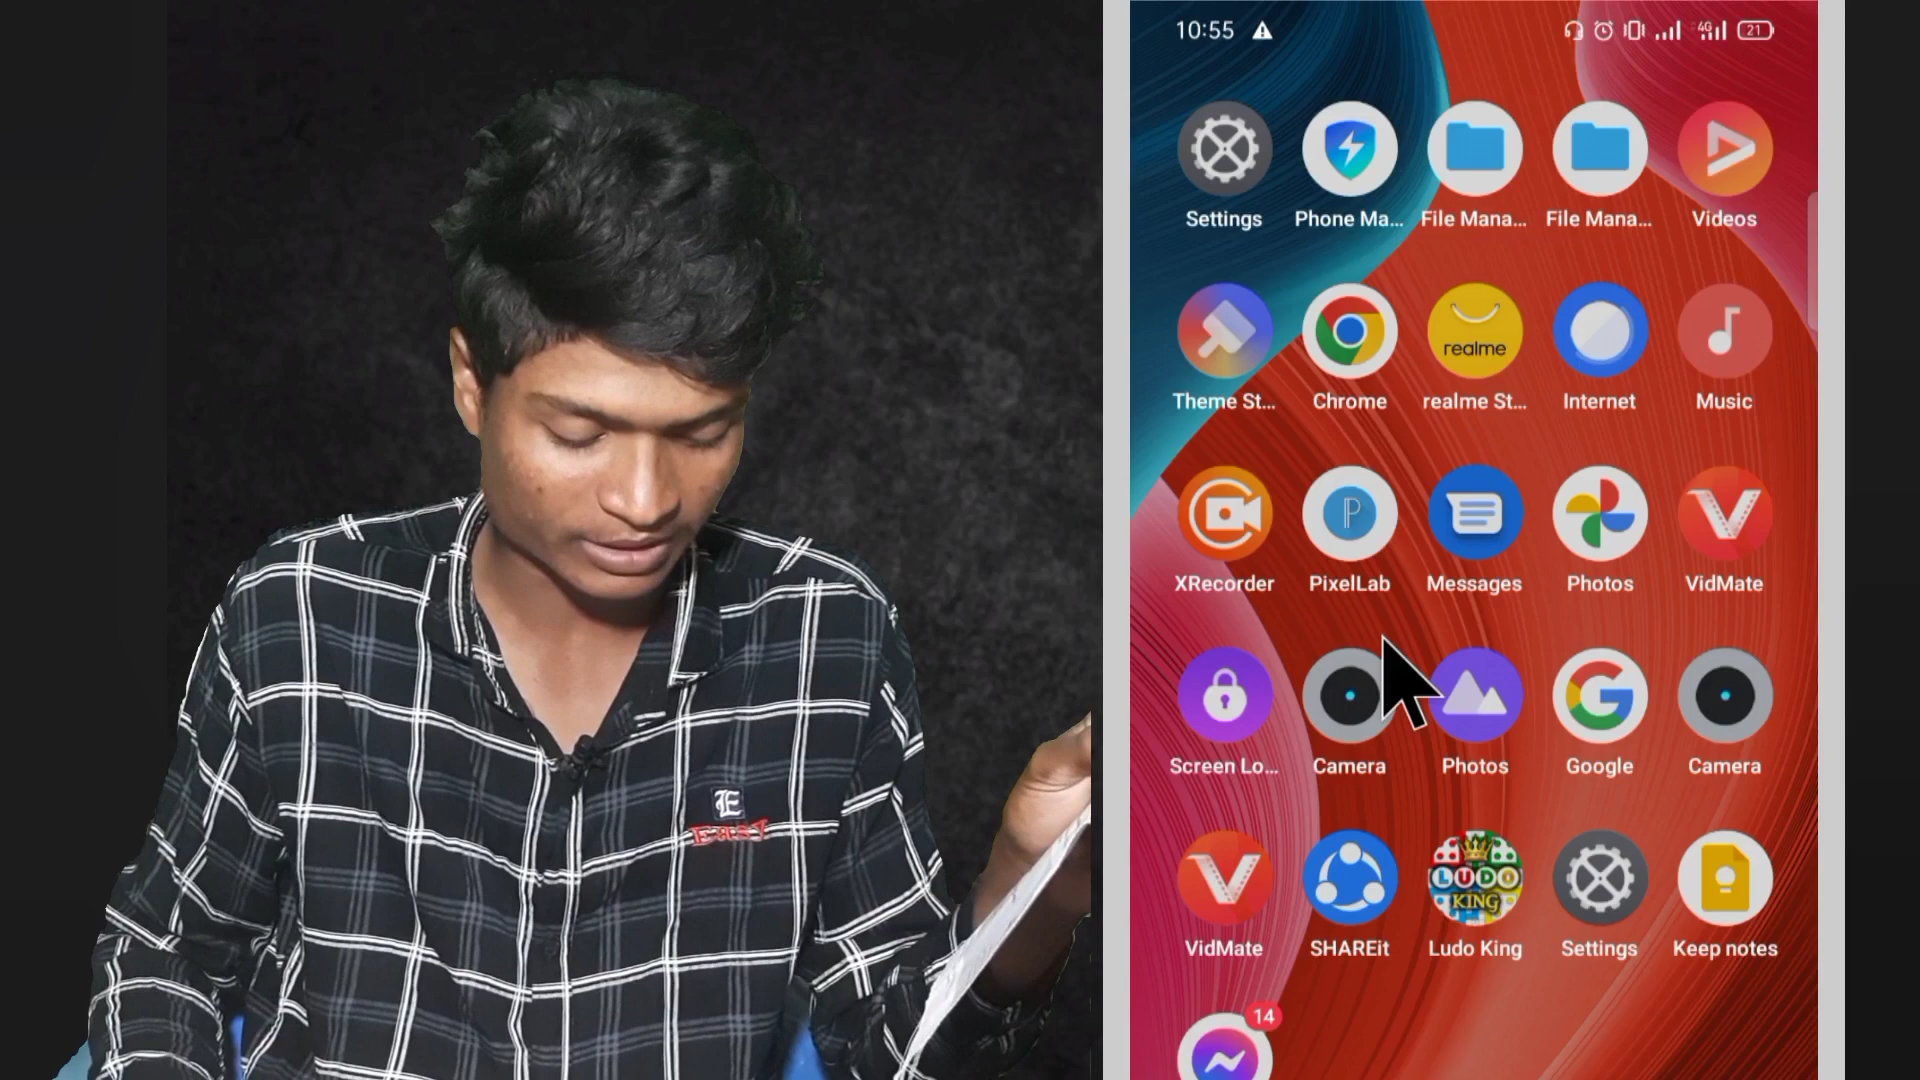 10:55
4G
21
Settings
Phone Ma...
File Mana...
File Mana...
Videos
realme
Theme St...
Chrome
realme St...
Internet
Music
P
XRecorder
PixelLab
Messages
Photos
VidMate
Screen Lo...
Camera
Photos
Google
Camera
E
EAST
LUDO
KING
VidMate
SHAREit
Ludo King
Settings
Keep notes
14